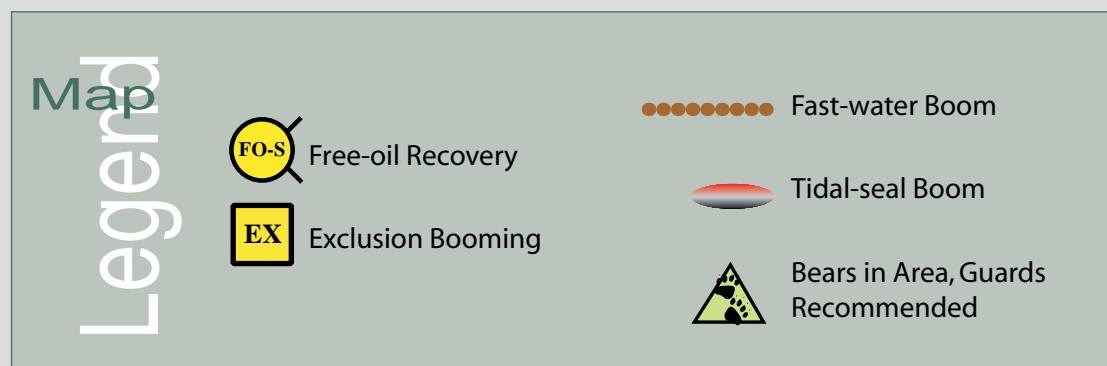 Map
Legend
FO-S
Free-oil Recovery
EX
Exclusion Booming
Fast-water Boom
Tidal-seal Boom
Bears in Area, Guards
Recommended